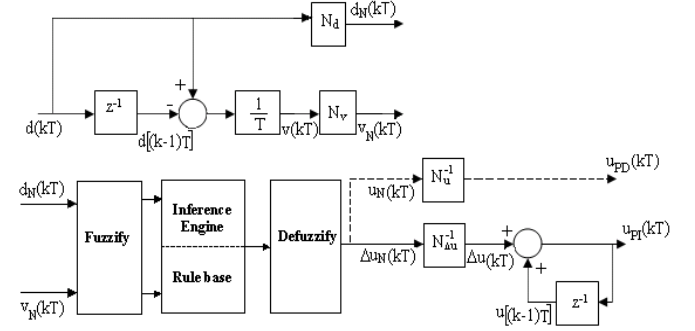 N_d
d_N(kT)
+
-
z⁻¹
1
T
N_v
d(kT)
d[(k-1)T]
v(kT)
v_N(kT)
d_N(kT)
Fuzzify
Inference
Engine
Rule base
Defuzzify
v_N(kT)
u_N(kT)
N_u⁻¹
u_PD(kT)
Δu_N(kT)
N_Δu⁻¹
Δu(kT)
+
+
u_PI(kT)
u[(k-1)T]
z⁻¹